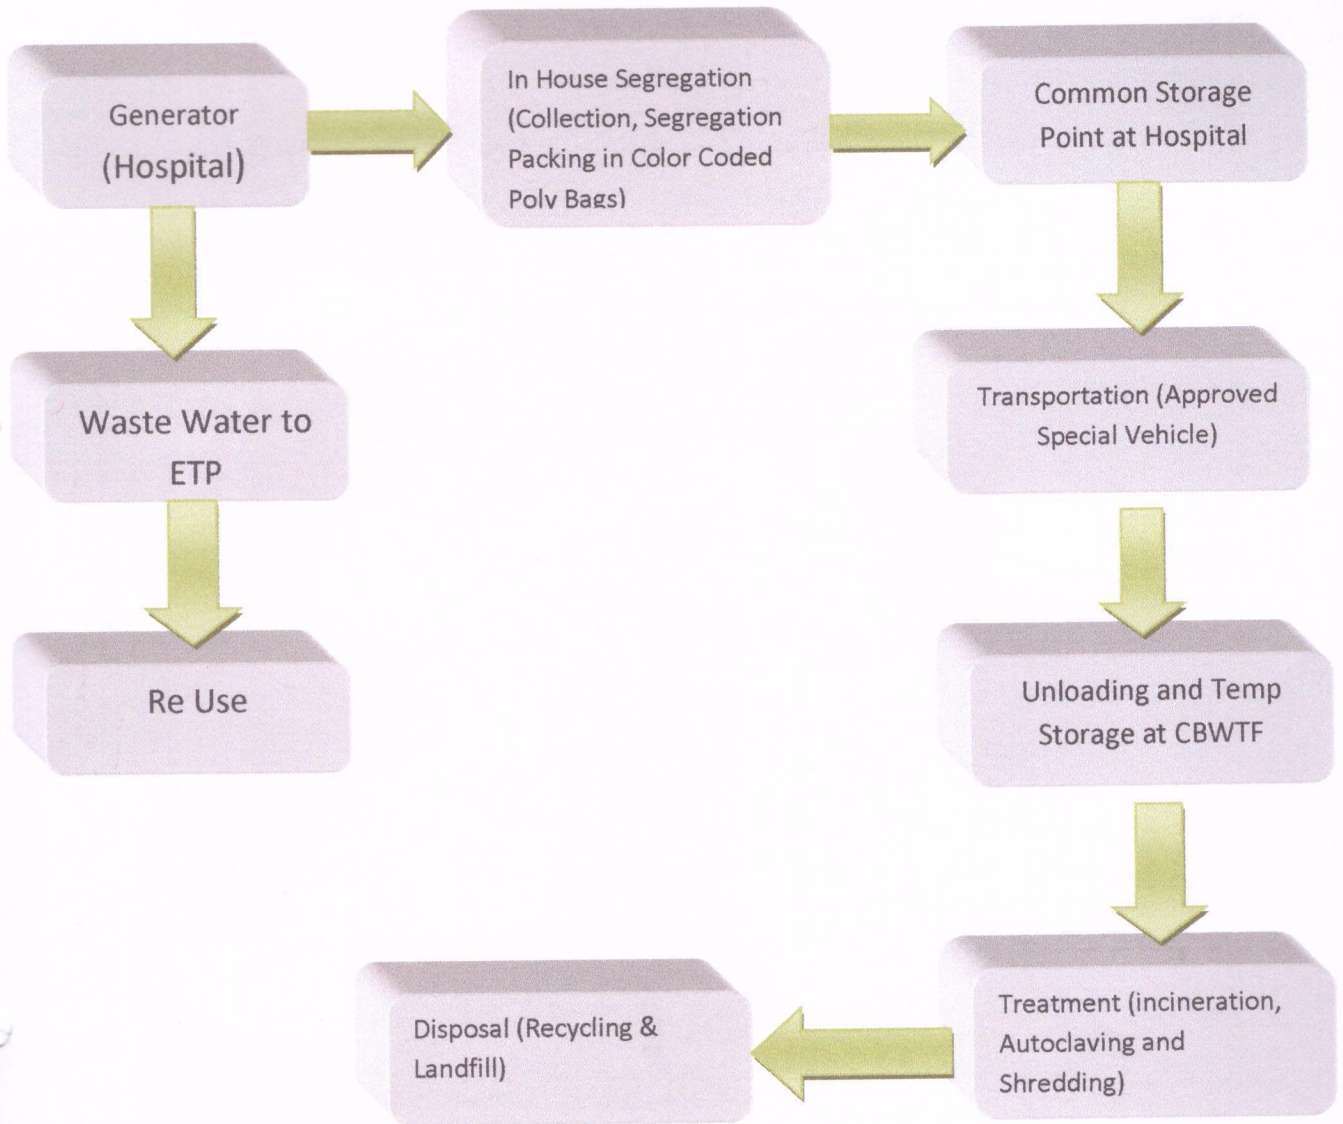 Generator
(Hospital)
In House Segregation
(Collection, Segregation
Packing in Color Coded
Poly Bags)
Common Storage
Point at Hospital
Waste Water to
ETP
Transportation (Approved
Special Vehicle)
Re Use
Unloading and Temp
Storage at CBWTF
Disposal (Recycling &
Landfill)
Treatment (incineration,
Autoclaving and
Shredding)